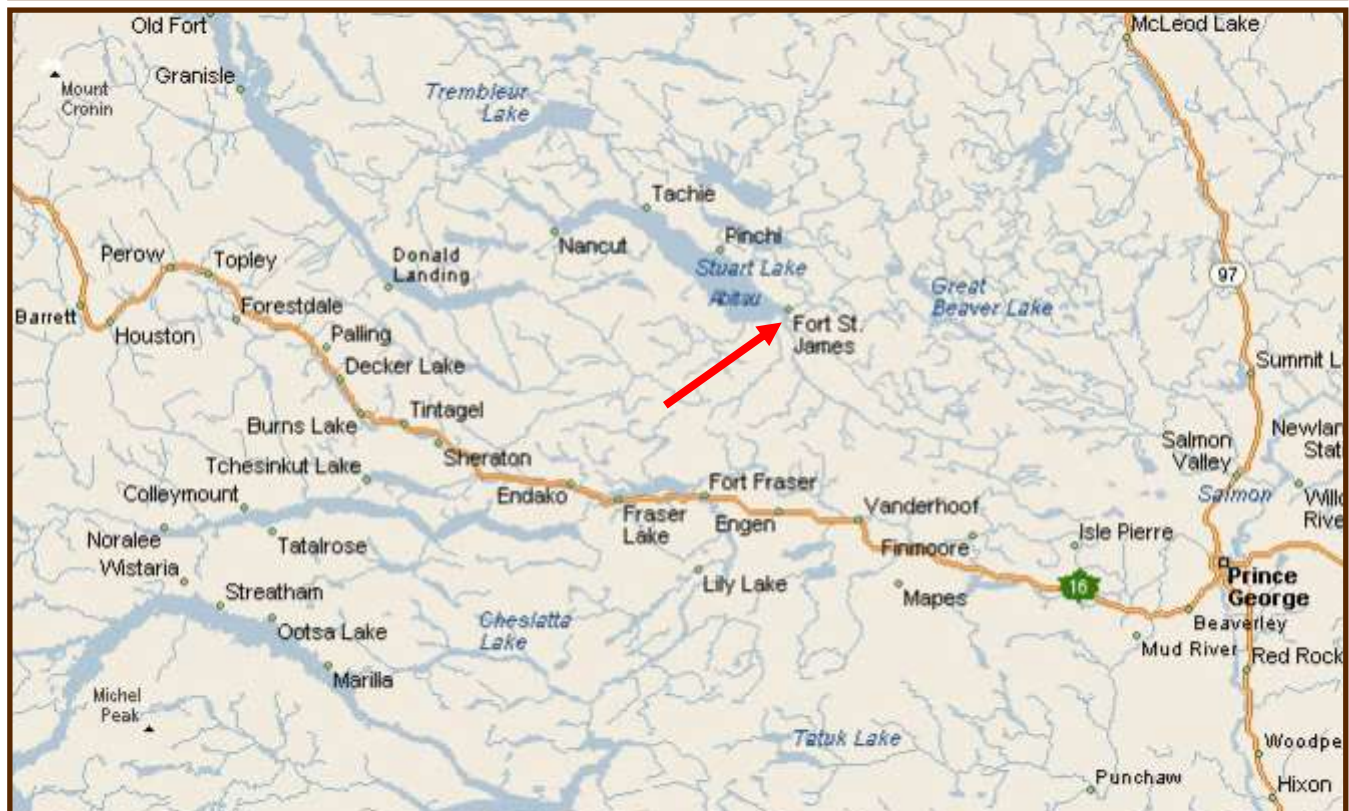 Old Fort
McLeod Lake
Granisle
Mount
Cronin
Trembleur
Lake
Tachie
Nancut
Pinchi
Perow
Topley
Donald
Landing
Stuart Lake
97
Great
Beaver Lake
Barrett
Forestdale
Houston
Palling
Fort St.
James
Decker Lake
Summit L
Burns Lake
Tintagel
Salmon
Valley
Newlan
Stat
Tchesinkut Lake
Sheraton
Colleymount
Endako
Fort Fraser
Salmon
Rive
Noralee
Tatalrose
Fraser
Lake
Engen
Vanderhoof
Finmoore
Isle Pierre
Wistaria
Lily Lake
Mapes
16
Prince
George
Streatham
Ootsa Lake
Cheslatta
Lake
Beaverley
Mud River
Red Rock
Marilla
Michel
Peak
Tatuk Lake
Woodpe
Punchaw
Hixon